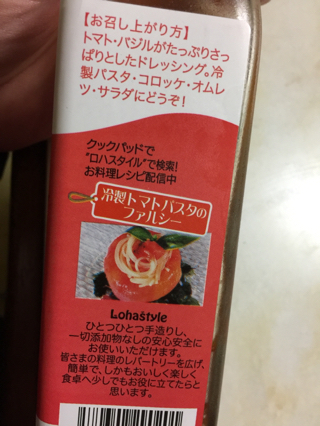 【お召し上がり方】
トマト・バジルがたっぷりさっ
ぱりとしたドレッシング。冷
製パスタ・コロッケ・オムレ
ツ・サラダにどうぞ！
クックパッドで
"ロハスタイル"で検索！
お料理レシピ配信中
冷製トマトパスタの
ファルシー
Lohastyle
ひとつひとつ手造りし、
一切添加物なしの安心安全に
お使いいただけます。
皆さまの料理のレパートリーを広げ、
簡単で、しかもおいしく楽しく
食卓へ少しでもお役に立てたらと
思います。